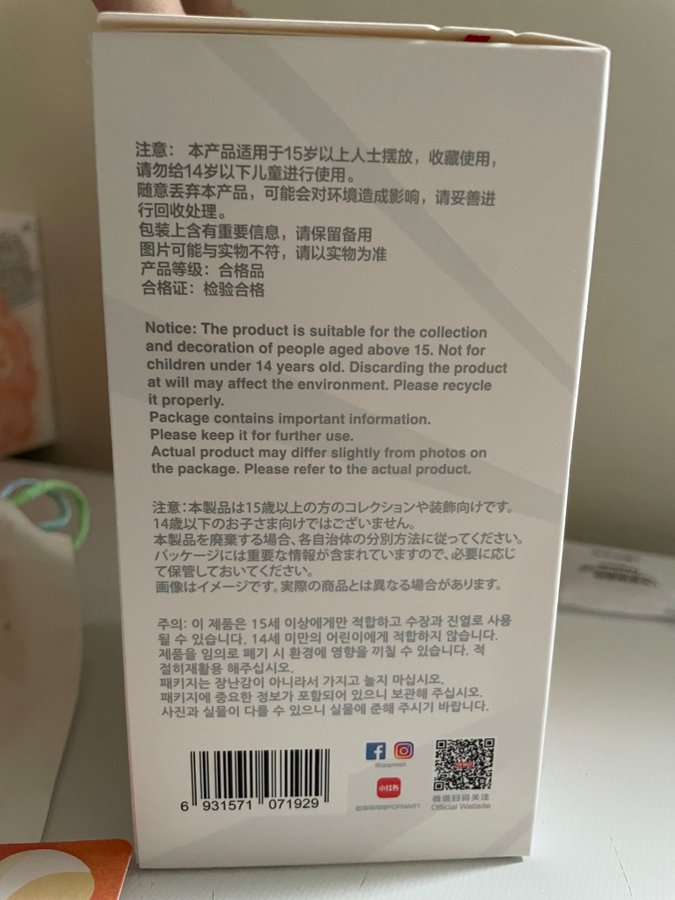 注意： 本产品适用于15岁以上人士摆放，收藏使用，
请勿给14岁以下儿童进行使用。
随意丢弃本产品，可能会对环境造成影响，请妥善进
行回收处理。
包装上含有重要信息，请保留备用
图片可能与实物不符，请以实物为准
产品等级：合格品
合格证：检验合格
Notice: The product is suitable for the collection
and decoration of people aged above 15. Not for
children under 14 years old. Discarding the product
at will may affect the environment. Please recycle
it properly.
Package contains important information.
Please keep it for further use.
Actual product may differ slightly from photos on
the package. Please refer to the actual product.
注意：本製品は15歳以上の方のコレクションや装飾向けです。
14歳以下のお子さま向けではございません。
本製品を廃棄する場合、各自治体の分別方法に従ってください。
パッケージには重要な情報が含まれていますので、必要に応じ
て保管しておいてください。
画像はイメージです。実際の商品とは異なる場合があります。
주의: 이 제품은 15세 이상에게만 적합하고 수장과 진열로 사용
될 수 있습니다. 14세 미만의 어린이에게 적합하지 않습니다.
제품을 임의로 폐기 시 환경에 영향을 끼칠 수 있습니다. 적
절히재활용 해주십시오.
패키지는 장난감이 아니라서 가지고 놀지 마십시오.
패키지에 중요한 정보가 포함되어 있으니 보관해 주십시오.
사진과 실물이 다를 수 있으니 실물에 준해 주시기 바랍니다.
6 931571 071929
@popmart
小红书
POPMART
微信扫码关注
Official Website